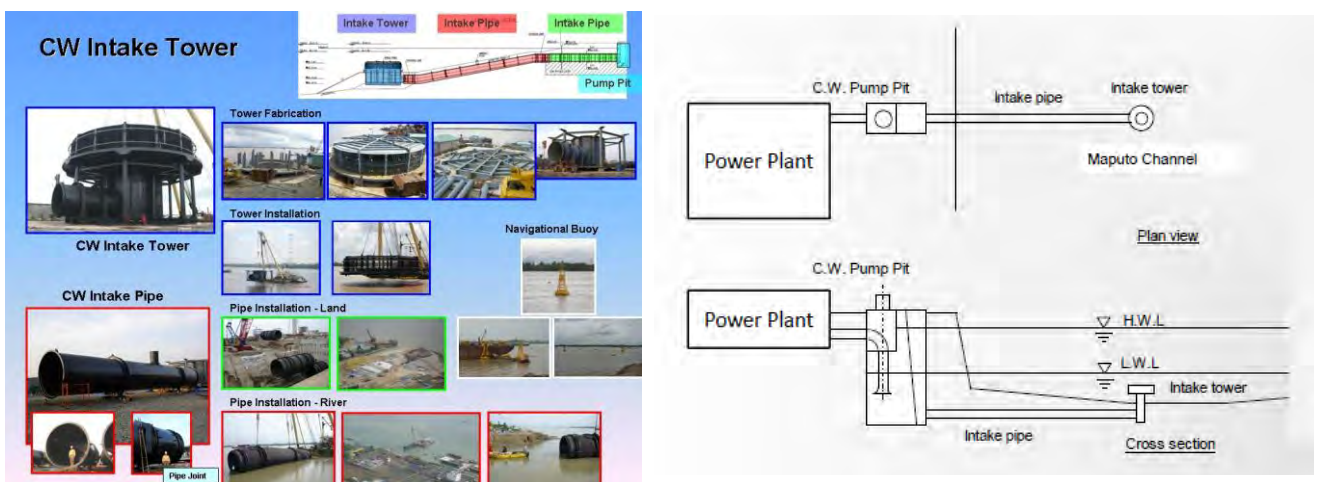 CW Intake Tower
Intake Tower
Intake Pipe
Intake Pipe
Pump Pit
Tower Fabrication
CW Intake Tower
Tower Installation
Navigational Buoy
CW Intake Pipe
Pipe Installation - Land
Pipe Installation - River
Pipe Joint
C.W. Pump Pit
Intake pipe
Intake tower
Power Plant
Maputo Channel
Plan view
C.W. Pump Pit
Power Plant
H.W.L
L.W.L
Intake tower
Intake pipe
Cross section